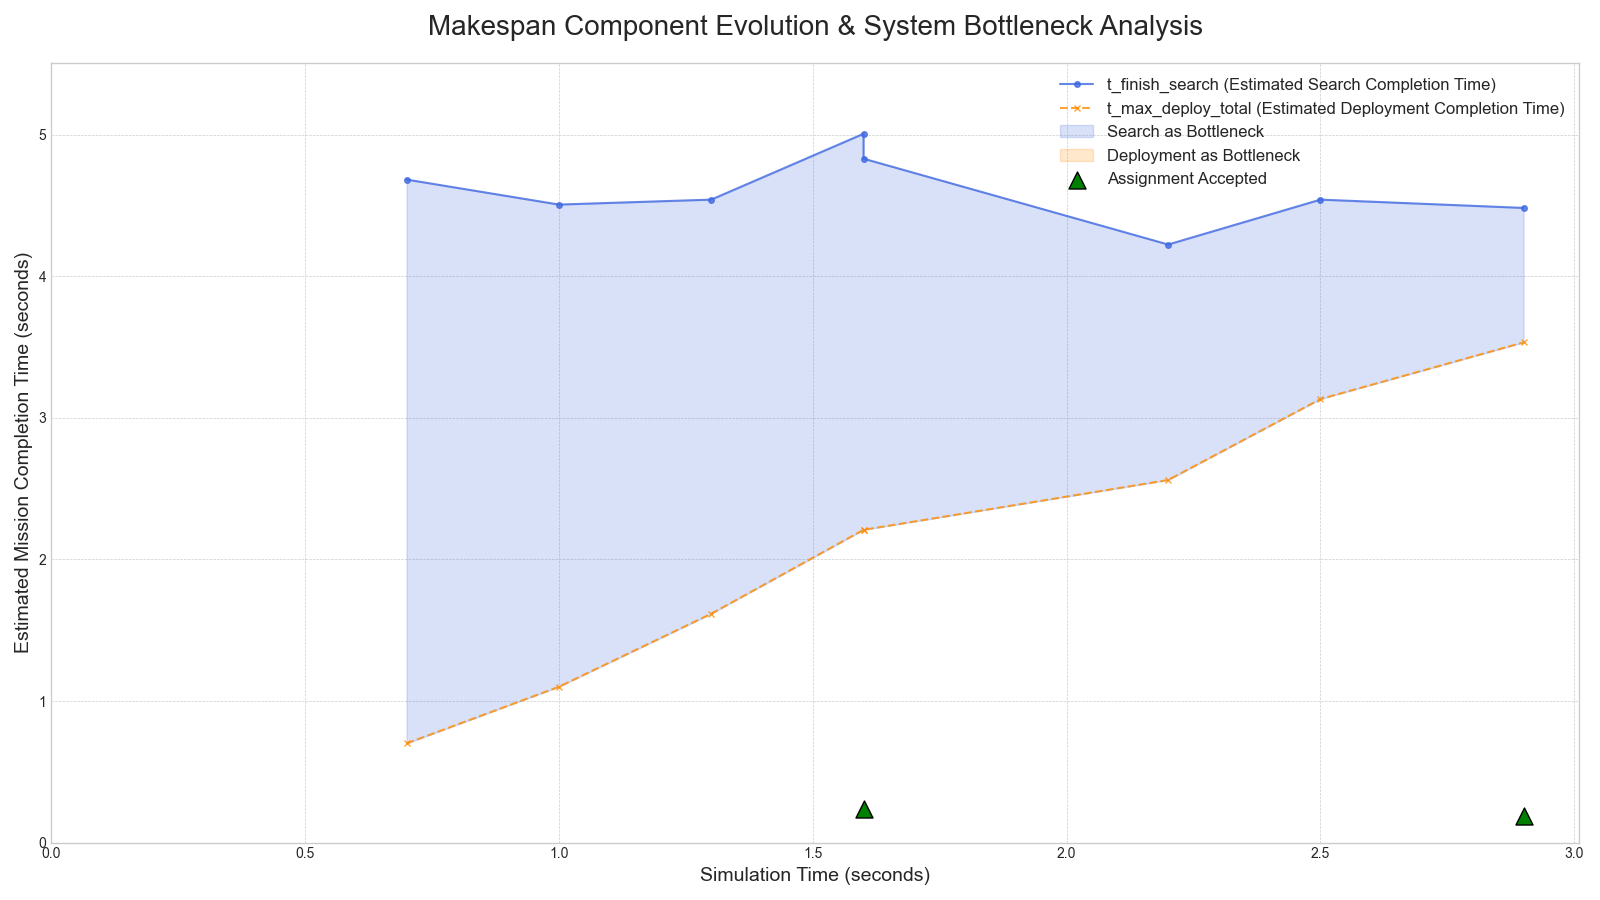 Makespan Component Evolution & System Bottleneck Analysis
t_finish_search (Estimated Search Completion Time)
t_max_deploy_total (Estimated Deployment Completion Time)
Search as Bottleneck
Deployment as Bottleneck
Assignment Accepted
Estimated Mission Completion Time (seconds)
5
4
3
2
1
0
0.0 0.5 1.0 1.5 2.0 2.5 3.0
Simulation Time (seconds)